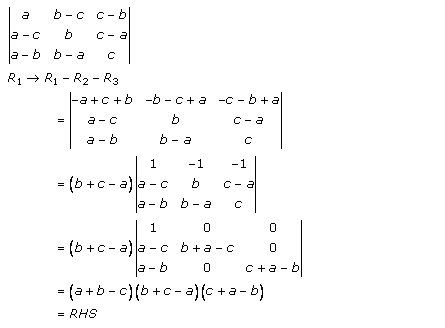 | a b − c c − b |
| a − c b c − a |
| a − b b − a c |
R₁ → R₁ − R₂ − R₃
= | −a + c + b −b − c + a −c − b + a |
| a − c b c − a |
| a − b b − a c |
= (b + c − a) | 1 −1 −1 |
| a − c b c − a |
| a − b b − a c |
= (b + c − a) | 1 0 0 |
| a − c b + a − c 0 |
| a − b 0 c + a − b |
= (a + b − c)(b + c − a)(c + a − b)
= RHS